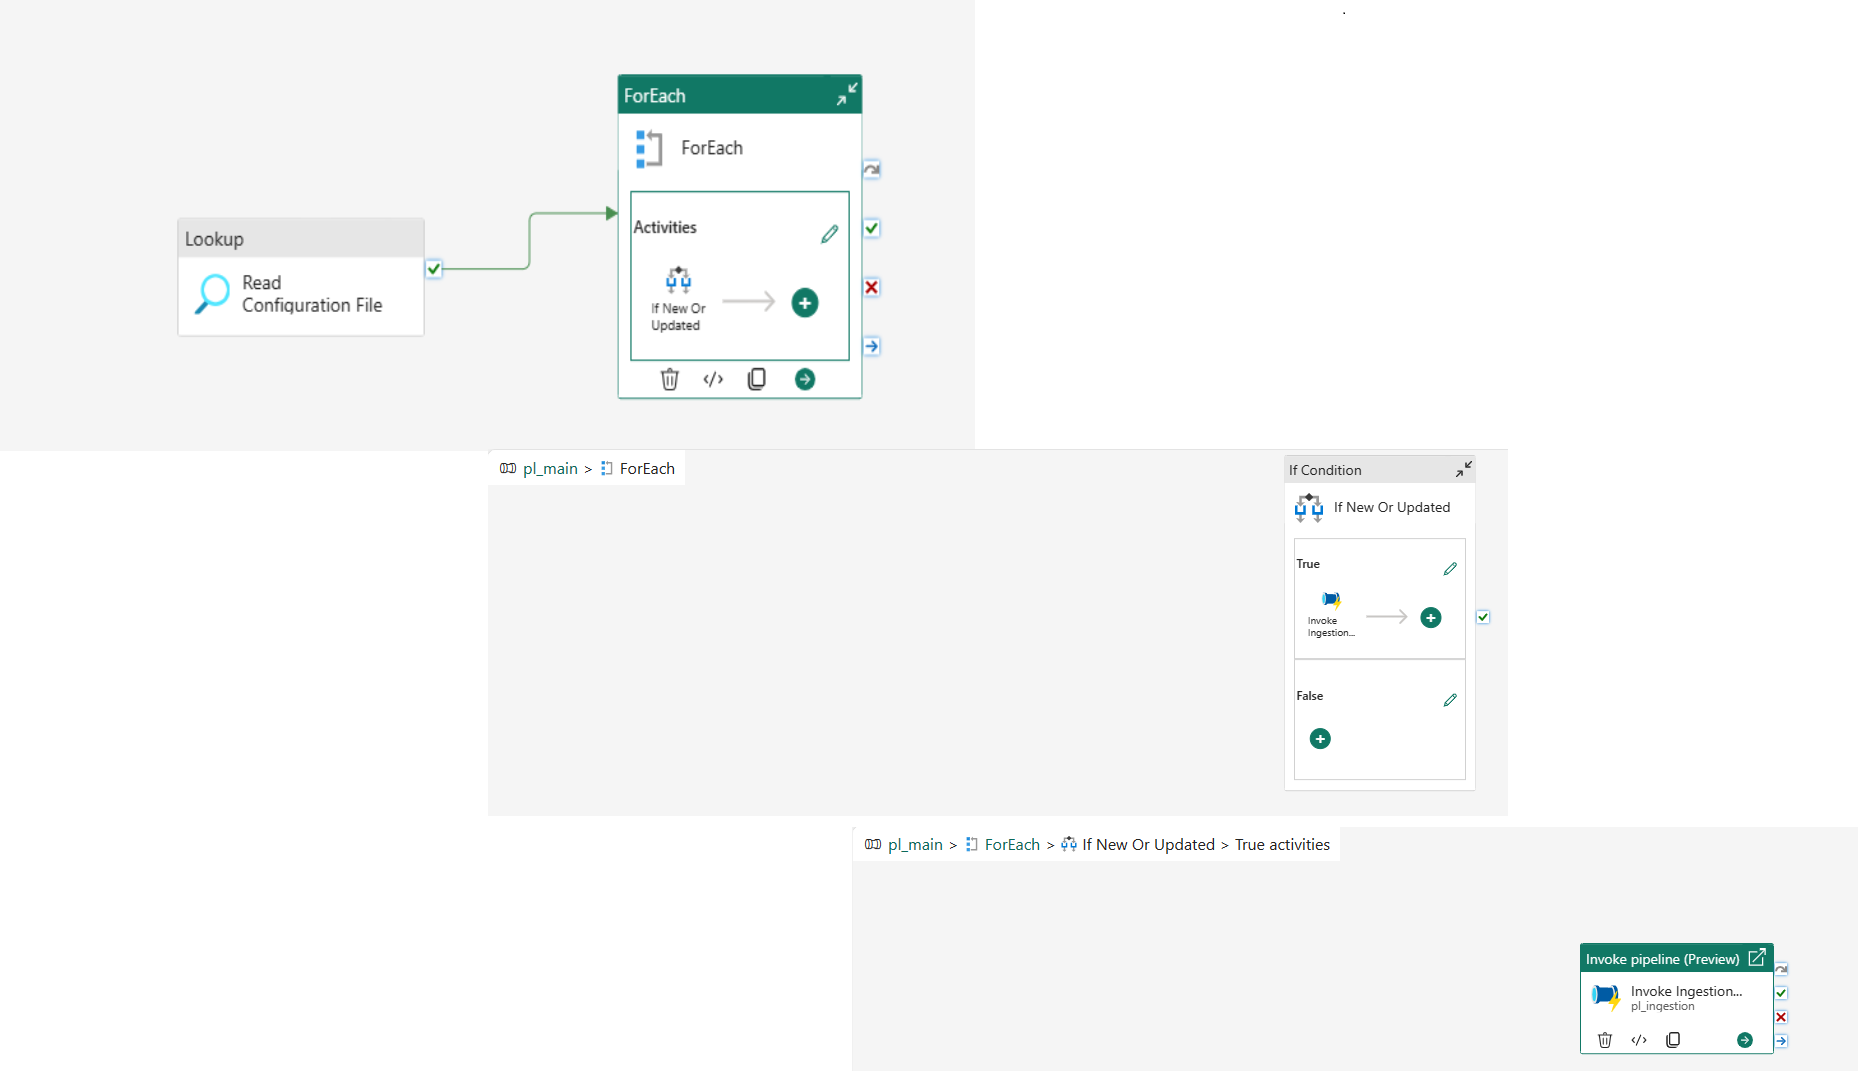 ForEach
ForEach
Activities
If New Or
Updated
Lookup
Read
Configuration File
pl_main > ForEach
If Condition
If New Or Updated
True
Invoke
Ingestion...
False
pl_main > ForEach > If New Or Updated > True activities
Invoke pipeline (Preview)
Invoke Ingestion...
pl_ingestion